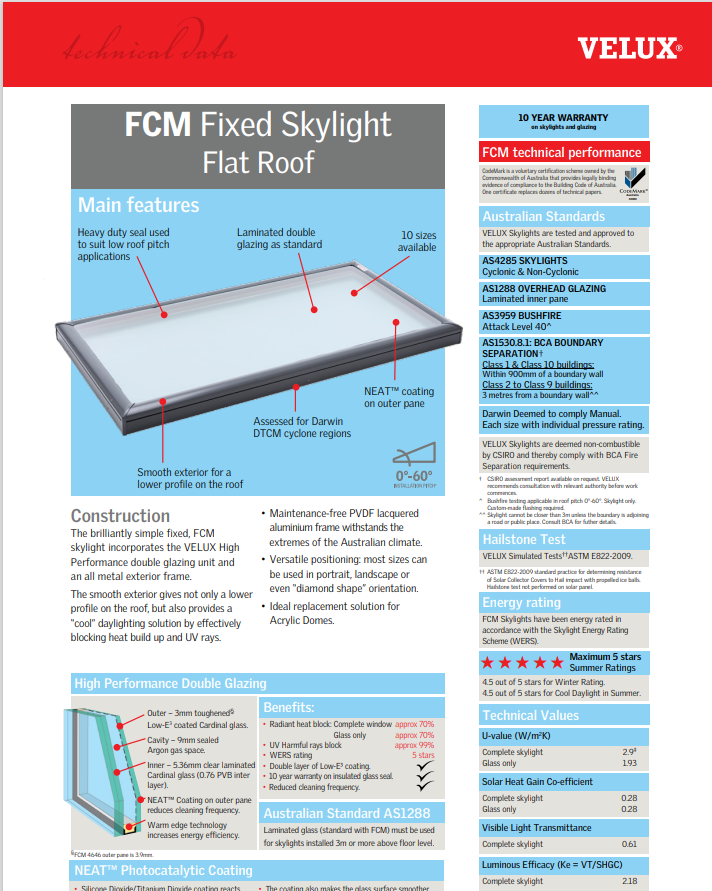 technical data
VELUX®
FCM Fixed Skylight
Flat Roof
Main features
Heavy duty seal used
to suit low roof pitch
applications
Laminated double
glazing as standard
10 sizes
available
NEAT™ coating
on outer pane
Assessed for Darwin
DTCM cyclone regions
Smooth exterior for a
lower profile on the roof
0°-60°
INSTALLATION PITCH
Construction
The brilliantly simple fixed, FCM
skylight incorporates the VELUX High
Performance double glazing unit and
an all metal exterior frame.
The smooth exterior gives not only a lower
profile on the roof, but also provides a
"cool" daylighting solution by effectively
blocking heat build up and UV rays.
• Maintenance-free PVDF lacquered
aluminium frame withstands the
extremes of the Australian climate.
• Versatile positioning: most sizes can
be used in portrait, landscape or
even "diamond shape" orientation.
• Ideal replacement solution for
Acrylic Domes.
High Performance Double Glazing
Outer – 3mm toughened§
Low-E³ coated Cardinal glass.
Cavity – 9mm sealed
Argon gas space.
Inner – 5.36mm clear laminated
Cardinal glass (0.76 PVB inter
layer).
NEAT™ Coating on outer pane
reduces cleaning frequency.
Warm edge technology
increases energy efficiency.
§FCM 4646 outer pane is 3.9mm.
Benefits:
• Radiant heat block: Complete window approx 70%
Glass only approx 70%
• UV Harmful rays block approx 99%
• WERS rating 5 stars
• Double layer of Low-E³ coating.
• 10 year warranty on insulated glass seal.
• Reduced cleaning frequency.
Australian Standard AS1288
Laminated glass (standard with FCM) must be used
for skylights installed 3m or more above floor level.
NEAT™ Photocatalytic Coating
• Silicon Dioxide/Titanium Dioxide coating reacts
• The coating also makes the glass surface smoother
10 YEAR WARRANTY
on skylights and glazing
FCM technical performance
CodeMark is a voluntary certification scheme owned by the
Commonwealth of Australia that provides legally binding
evidence of compliance to the Building Code of Australia.
One certificate replaces dozens of technical papers.
CODEMARK
Australian Standards
VELUX Skylights are tested and approved to
the appropriate Australian Standards.
AS4285 SKYLIGHTS
Cyclonic & Non-Cyclonic
AS1288 OVERHEAD GLAZING
Laminated inner pane
AS3959 BUSHFIRE
Attack Level 40^
AS1530.8.1: BCA BOUNDARY
SEPARATION†
Class 1 & Class 10 buildings:
Within 900mm of a boundary wall
Class 2 to Class 9 buildings:
3 metres from a boundary wall^^
Darwin Deemed to comply Manual.
Each size with individual pressure rating.
VELUX Skylights are deemed non-combustible
by CSIRO and thereby comply with BCA Fire
Separation requirements.
† CSIRO assessment report available on request. VELUX
recommends consultation with relevant authority before work
commences.
^ Bushfire testing applicable in roof pitch 0°-60°. Skylight only.
Custom-made flashing required.
^^ Skylight cannot be closer than 3m unless the boundary is adjoining
a road or public place. Consult BCA for futher details.
Hailstone Test
VELUX Simulated Tests††ASTM E822-2009.
†† ASTM E822-2009 standard practice for determining resistance
of Solar Collector Covers to Hail impact with propelled ice balls.
Hailstone test not performed on solar panel.
Energy rating
FCM Skylights have been energy rated in
accordance with the Skylight Energy Rating
Scheme (WERS).
Maximum 5 stars
Summer Ratings
4.5 out of 5 stars for Winter Rating.
4.5 out of 5 stars for Cool Daylight in Summer.
Technical Values
U-value (W/m²K)
Complete skylight 2.9
Glass only 1.93
Solar Heat Gain Co-efficient
Complete skylight 0.28
Glass only 0.28
Visible Light Transmittance
Complete skylight 0.61
Luminous Efficacy (Ke = VT/SHGC)
Complete skylight 2.18